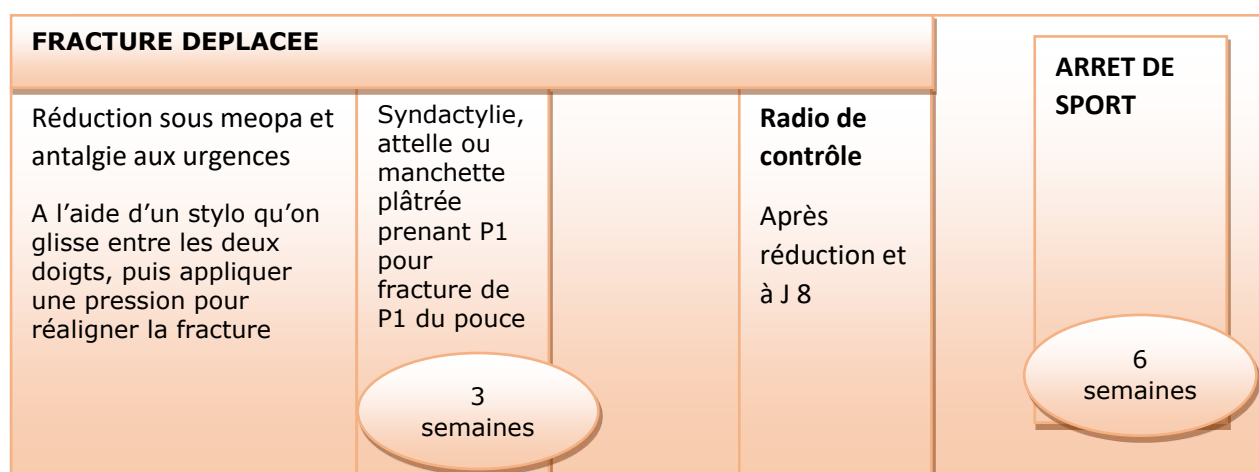 FRACTURE DEPLACEE
Réduction sous meopa et
antalgie aux urgences
A l’aide d’un stylo qu’on
glisse entre les deux
doigts, puis appliquer
une pression pour
réaligner la fracture
Syndactylie,
attelle ou
manchette
plâtrée
prenant P1
pour
fracture de
P1 du pouce
3
semaines
Radio de
contrôle
Après
réduction et
à J 8
ARRET DE
SPORT
6
semaines